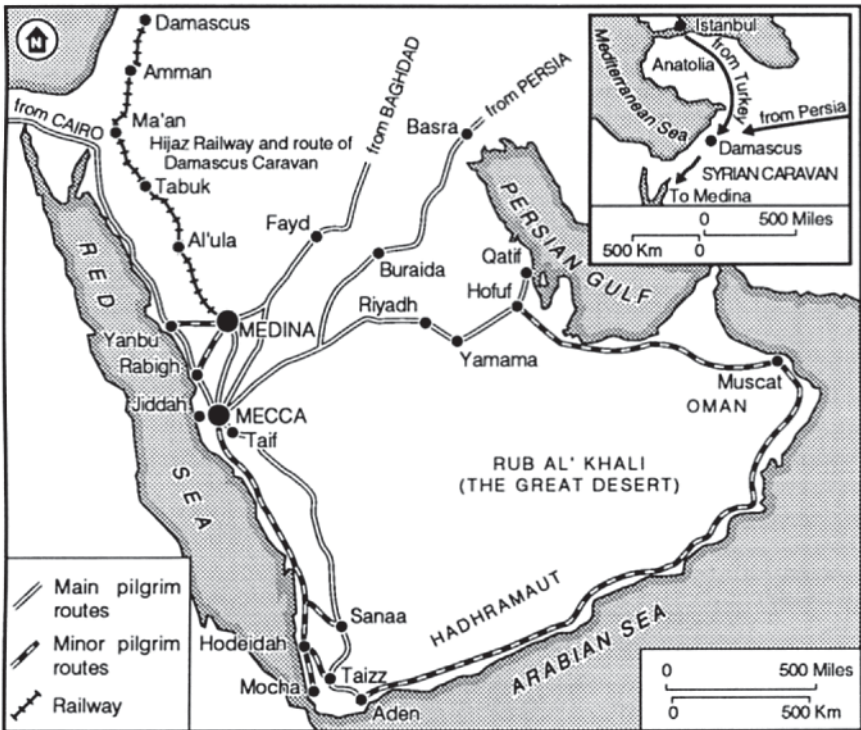 N
Damascus
Amman
from CAIRO
Ma'an
Hijaz Railway and route of
Damascus Caravan
Tabuk
Al'ula
from BAGHDAD
from PERSIA
Basra
Fayd
Buraida
PERSIAN GULF
Qatif
Hofuf
Riyadh
Yamama
RED SEA
MEDINA
Yanbu
Rabigh
Jiddah
MECCA
Taif
Muscat
OMAN
RUB AL' KHALI
(THE GREAT DESERT)
HADHRAMAUT
ARABIAN SEA
Sanaa
Hodeidah
Taizz
Mocha
Aden
Istanbul
Anatolia
from Turkey
Mediterranean Sea
from Persia
Damascus
SYRIAN CARAVAN
To Medina
0 500 Miles
500 Km 0
Main pilgrim
routes
Minor pilgrim
routes
Railway
0 500 Miles
0 500 Km